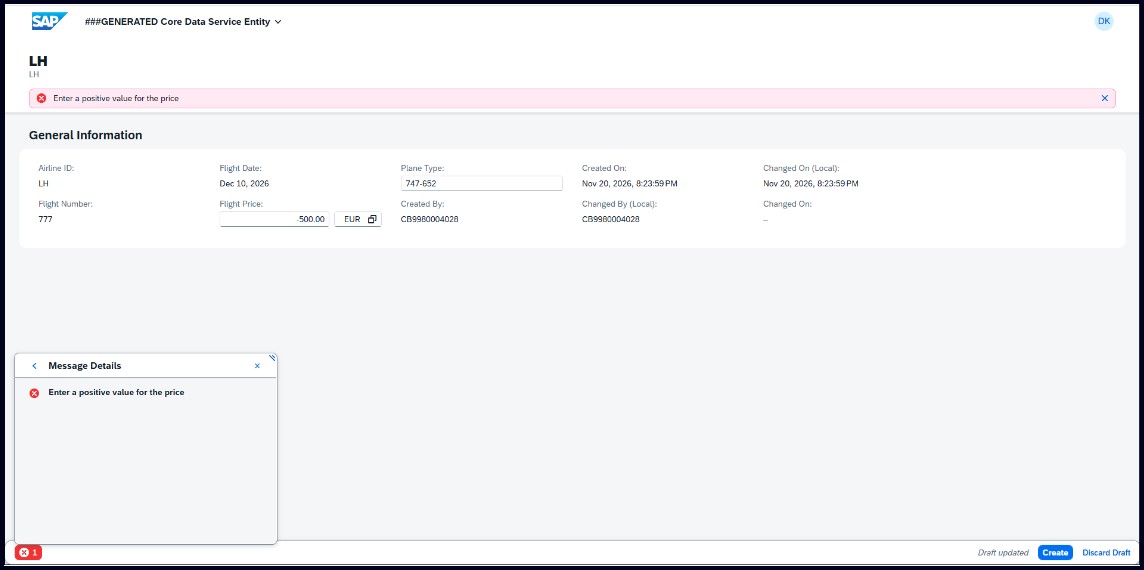 SAP ###GENERATED Core Data Service Entity DK
LH
LH
Enter a positive value for the price
General Information
Airline ID: Flight Date: Plane Type: Created On: Changed On (Local):
LH Dec 10, 2026 747-652 Nov 20, 2026, 8:23:59 PM Nov 20, 2026, 8:23:59 PM
Flight Number: Flight Price: Created By: Changed By (Local): Changed On:
777 -500.00 EUR CB9980004028 CB9980004028 –
Message Details
Enter a positive value for the price
1 Draft updated Create Discard Draft